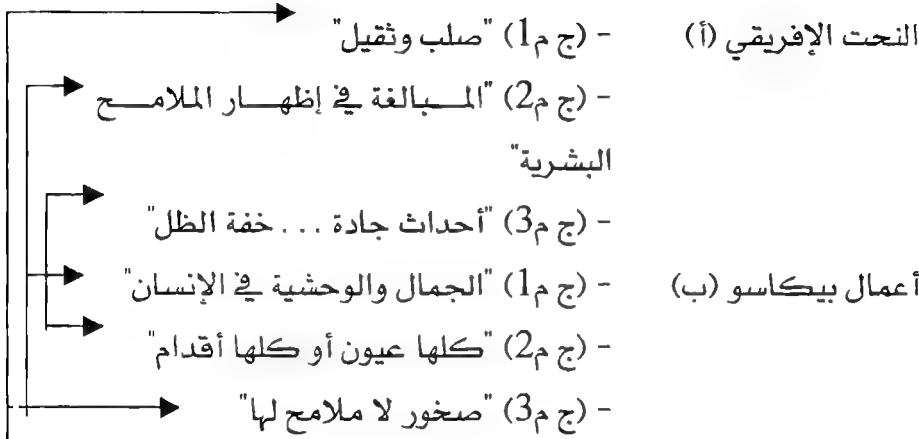 النحت الإفريقي (أ) - (ج م1) "صلب وثقيل"
- (ج م2) "المبالغة في إظهار الملامح
البشرية"
- (ج م3) "أحداث جادة ... خفة الظل"
أعمال بيكاسو (ب) - (ج م1) "الجمال والوحشية في الإنسان"
- (ج م2) "كلها عيون أو كلها أقدام"
- (ج م3) "صخور لا ملامح لها"